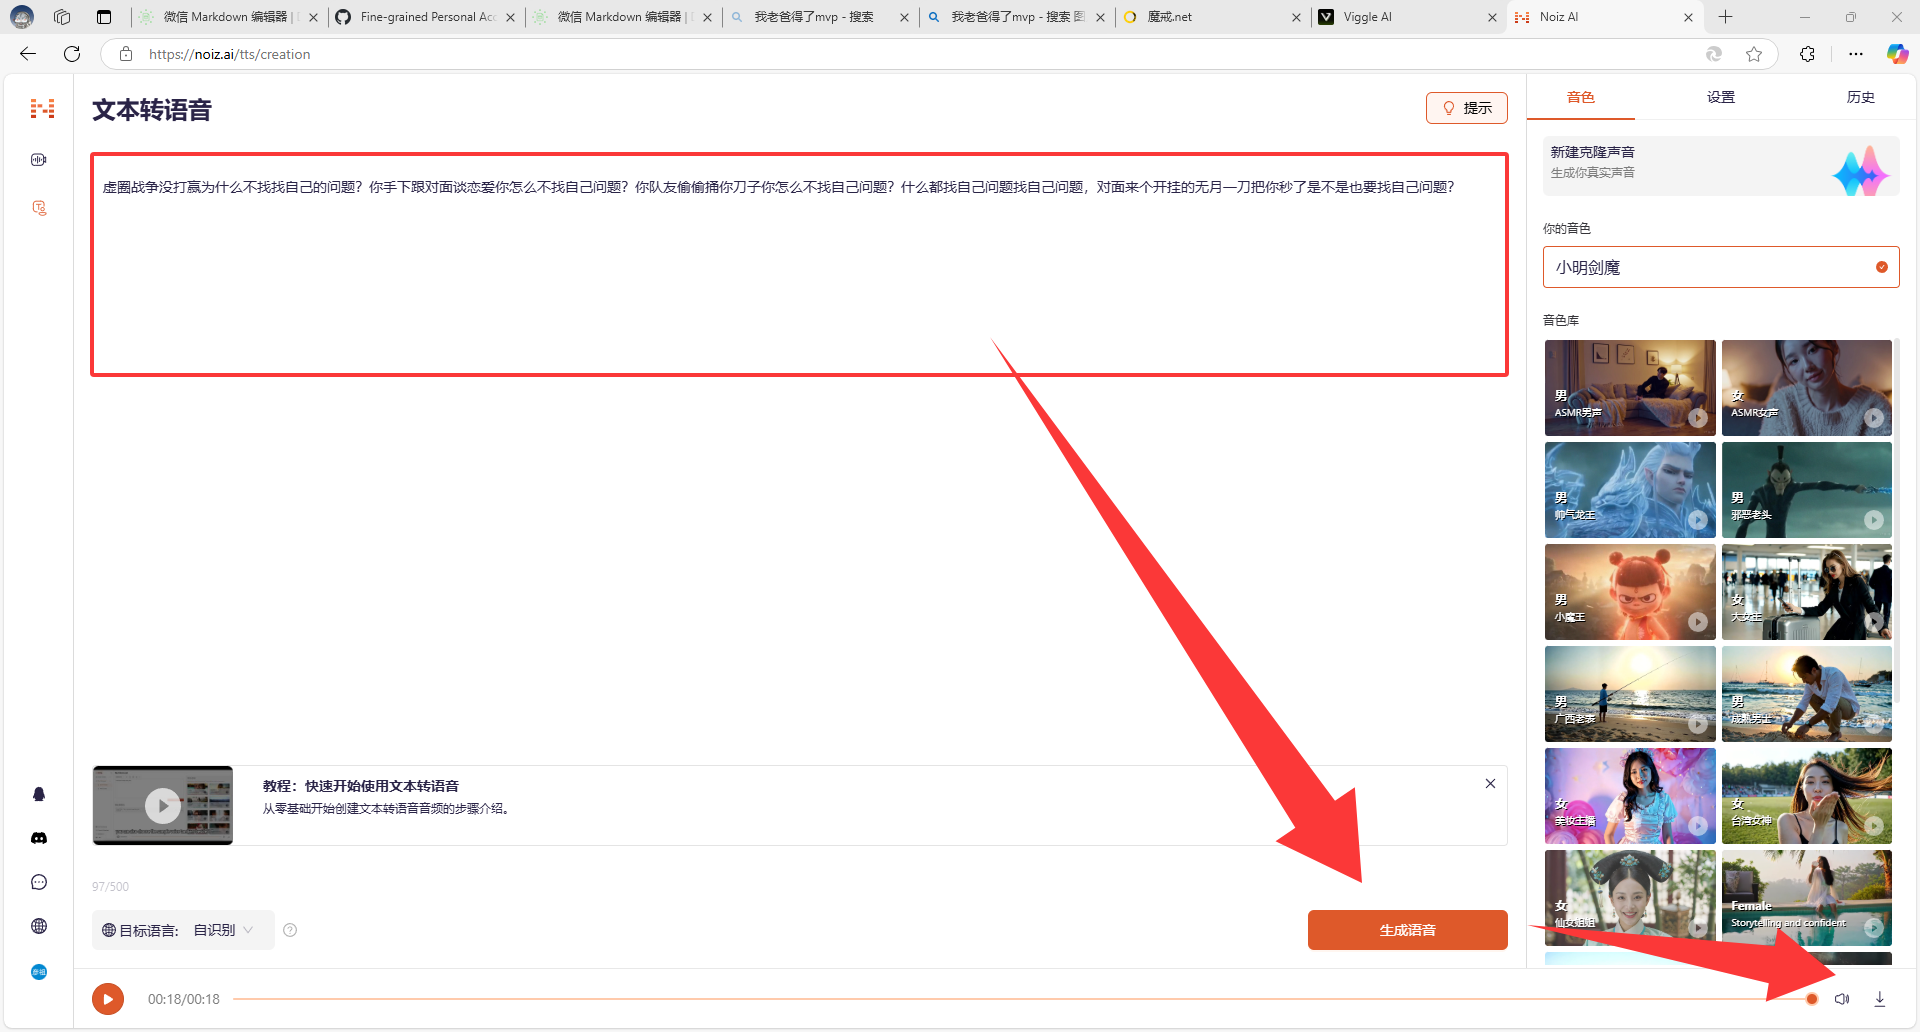 微信 Markdown 编辑器 |
Fine-grained Personal Acc
微信 Markdown 编辑器 |
我老爸得了mvp - 搜索
我老爸得了mvp - 搜索 图
魔戒.net
Viggle AI
Noiz AI
https://noiz.ai/tts/creation
文本转语音
提示
音色
设置
历史
虚圈战争没打赢为什么不找找自己的问题？你手下跟对面谈恋爱你怎么不找自己问题？你队友偷偷捅你刀子你怎么不找自己问题？什么都找自己问题找自己问题，对面来个开挂的无月一刀把你秒了是不是也要找自己问题？
新建克隆声音
生成你真实声音
你的音色
小明剑魔
音色库
男
ASMR男声
女
ASMR女声
男
帅气龙王
男
邪恶老头
男
小魔王
女
大女主
男
广西老表
男
成熟男士
女
美妆主播
女
台湾女神
女
仙女姐姐
Female
Storytelling and confident
教程：快速开始使用文本转语音
从零基础开始创建文本转语音音频的步骤介绍。
97/500
目标语言:
自识别
生成语音
00:18/00:18